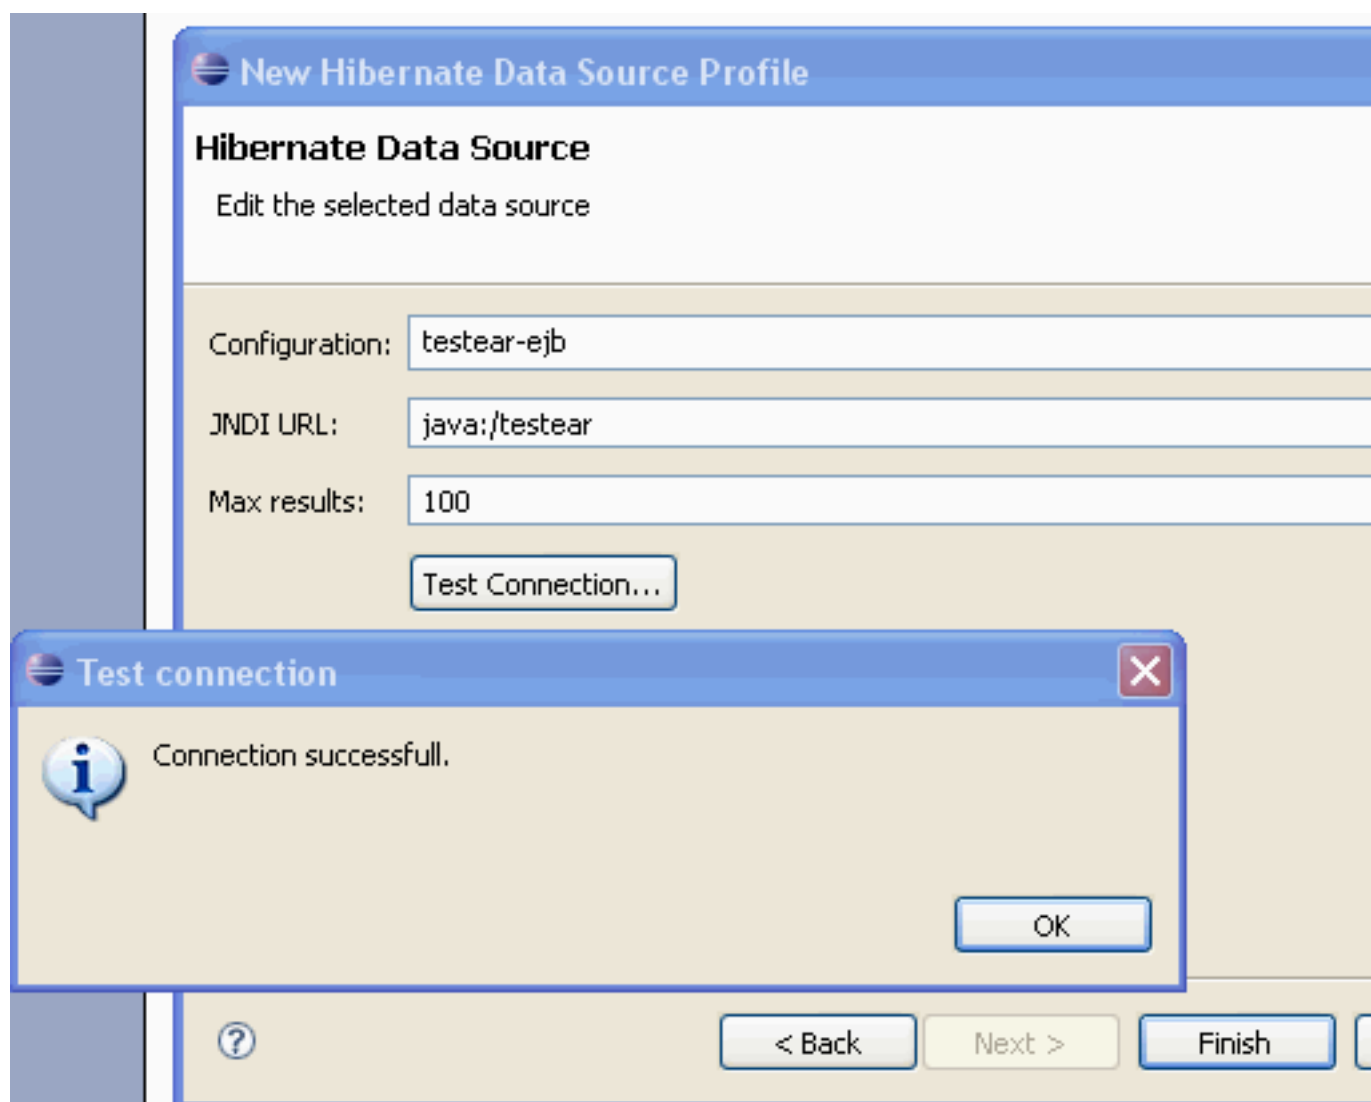 New Hibernate Data Source Profile
Hibernate Data Source
Edit the selected data source
Configuration: testear-ejb
JNDI URL: java:/testear
Max results: 100
Test Connection...
Test connection
Connection successfull.
OK
< Back Next > Finish